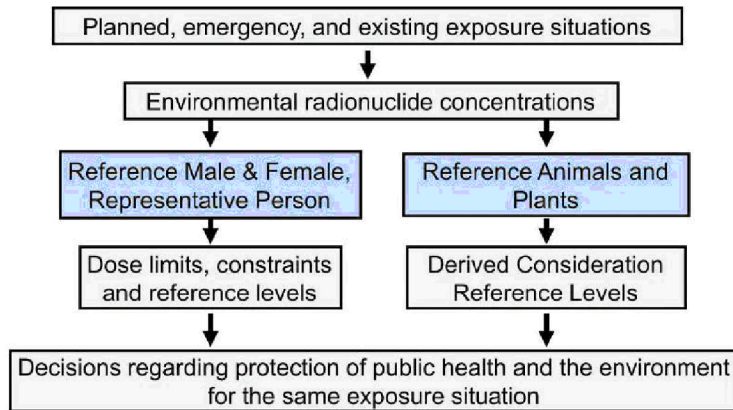 Planned, emergency, and existing exposure situations
Environmental radionuclide concentrations
Reference Male & Female,
Representative Person
Reference Animals and
Plants
Dose limits, constraints
and reference levels
Derived Consideration
Reference Levels
Decisions regarding protection of public health and the environment
for the same exposure situation